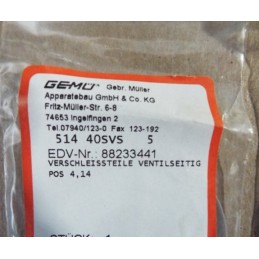 GEMÜ® Gebr. Müller
Apparatebau GmbH & Co. KG
Fritz-Müller-Str. 6-8
74653 Ingelfingen 2
Tel.07940/123-0 Fax 123-192
514 40SVS 5
EDV-Nr.: 88233441
VERSCHLEISSTEILE VENTILSEITIG
POS 4,14